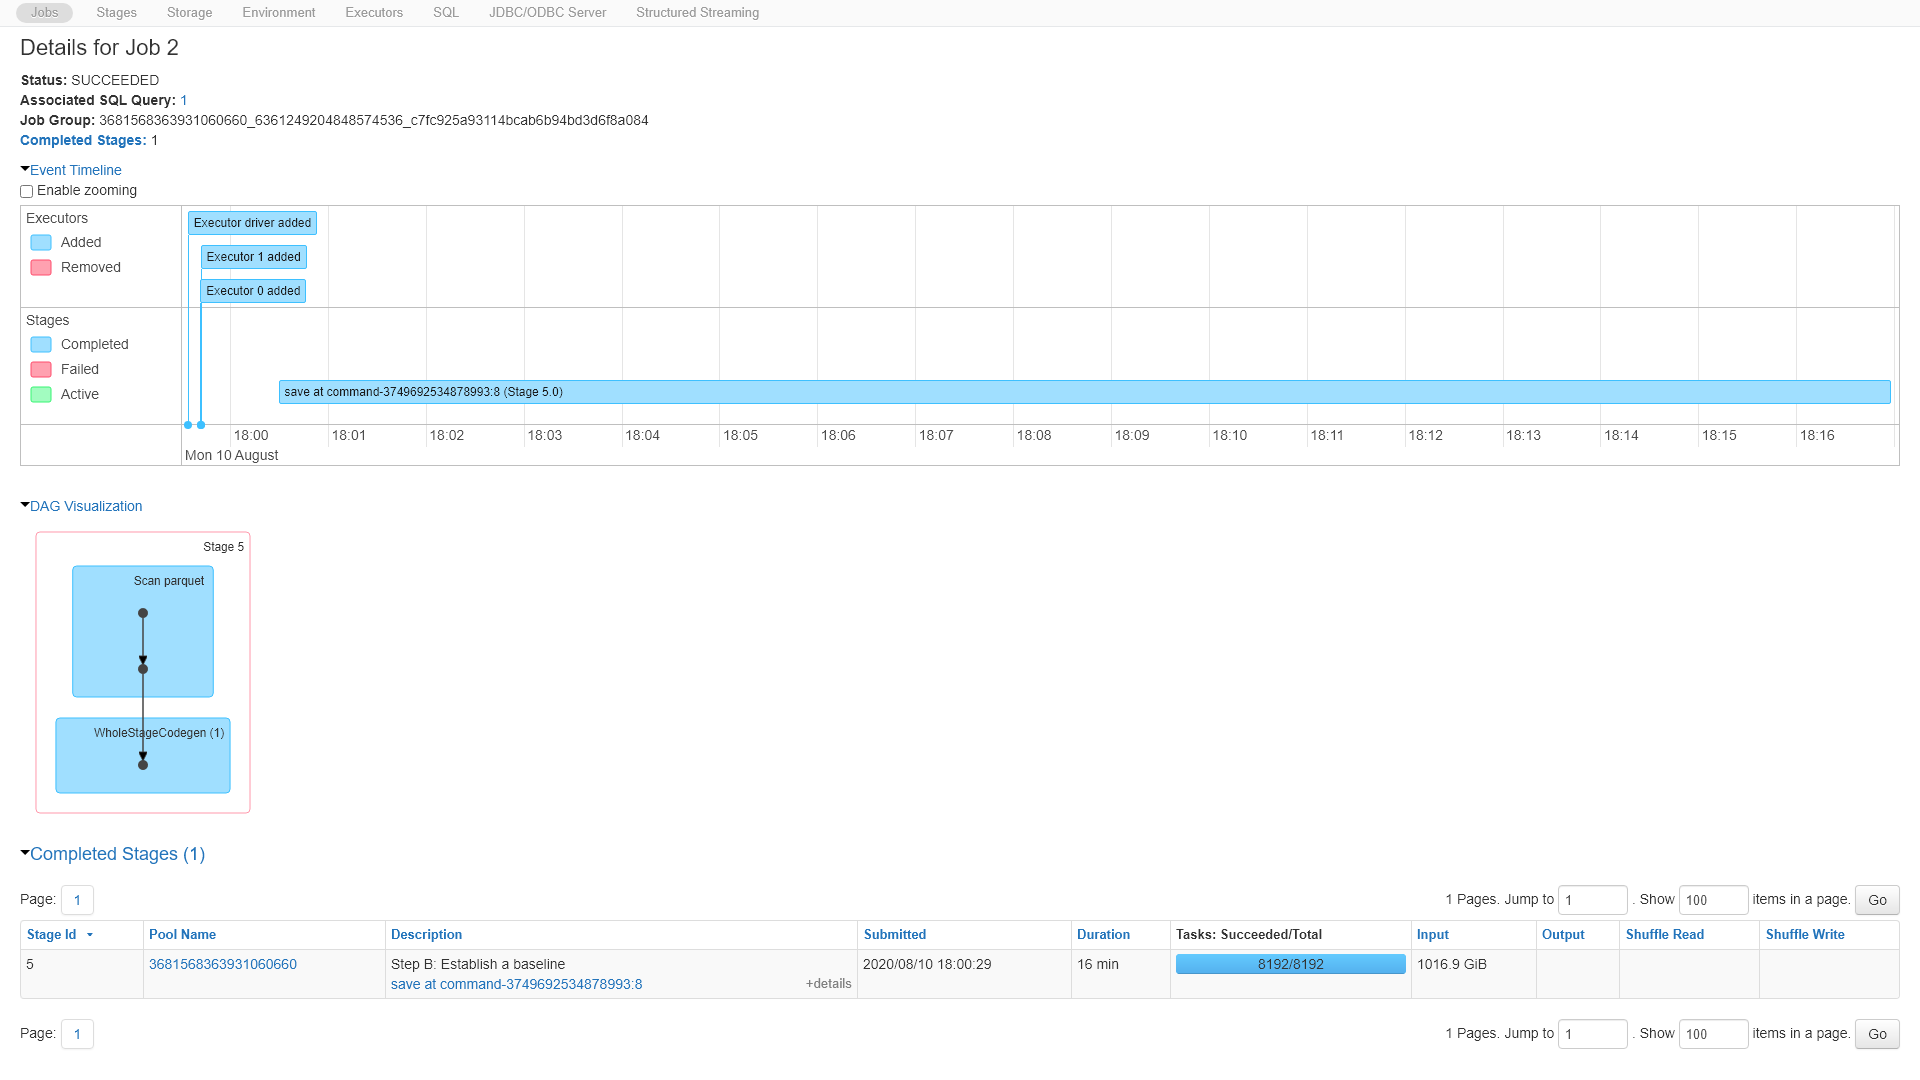 Jobs Stages Storage Environment Executors SQL JDBC/ODBC Server Structured Streaming
Details for Job 2
Status: SUCCEEDED
Associated SQL Query: 1
Job Group: 3681568363931060660_6361249204848574536_c7fc925a93114bcab6b94bd3d6f8a084
Completed Stages: 1
Event Timeline
Enable zooming
Executors
Added
Removed
Executor driver added
Executor 1 added
Executor 0 added
Stages
Completed
Failed
Active
save at command-3749692534878993:8 (Stage 5.0)
18:00 18:01 18:02 18:03 18:04 18:05 18:06 18:07 18:08 18:09 18:10 18:11 18:12 18:13 18:14 18:15 18:16
Mon 10 August
DAG Visualization
Stage 5
Scan parquet
WholeStageCodegen (1)
Completed Stages (1)
Page: 1 1 Pages. Jump to 1 . Show 100 items in a page. Go
Stage Id Pool Name Description Submitted Duration Tasks: Succeeded/Total Input Output Shuffle Read Shuffle Write
5 3681568363931060660 Step B: Establish a baseline 2020/08/10 18:00:29 16 min 8192/8192 1016.9 GiB
save at command-3749692534878993:8 +details
Page: 1 1 Pages. Jump to 1 . Show 100 items in a page. Go